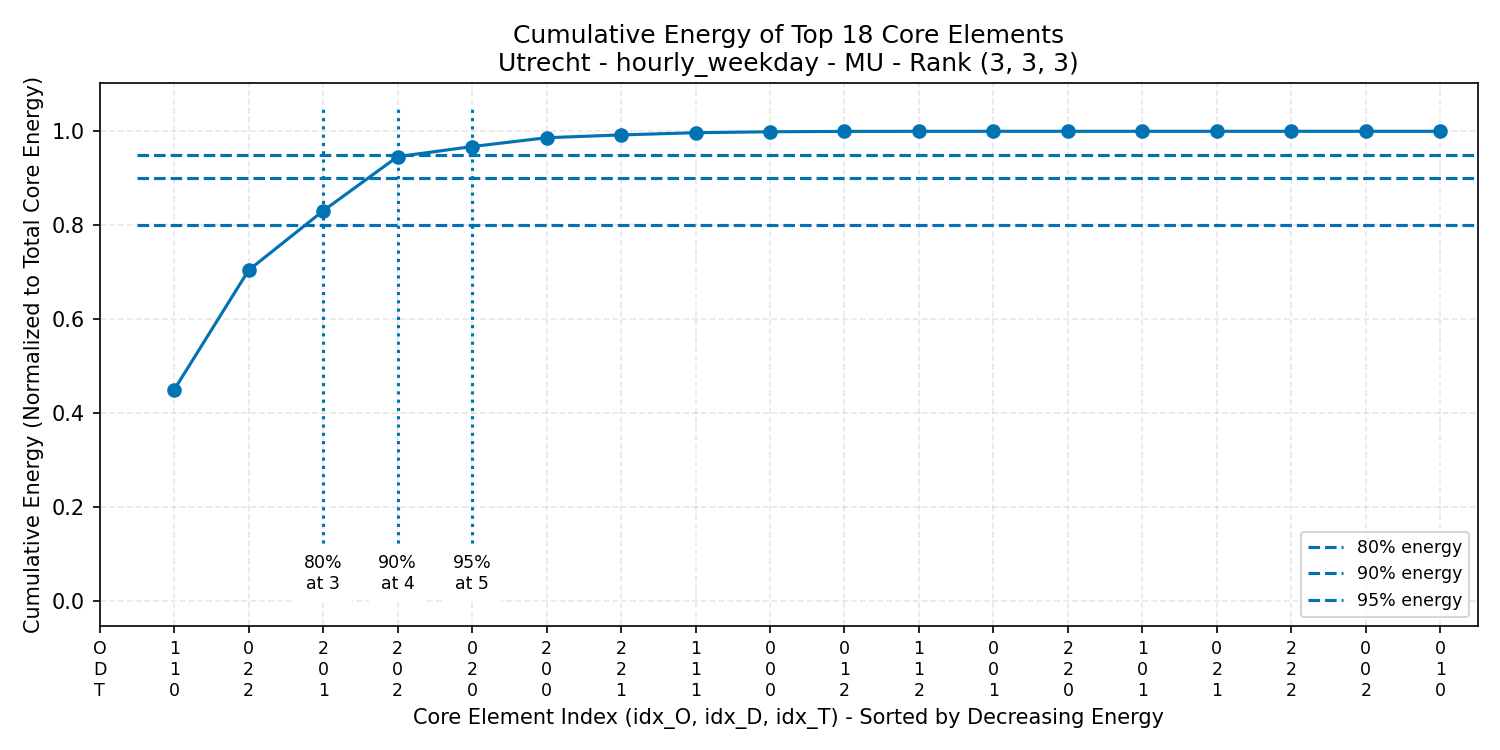 Cumulative Energy of Top 18 Core Elements
Utrecht - hourly_weekday - MU - Rank (3, 3, 3)
Cumulative Energy (Normalized to Total Core Energy)
1.0
0.8
0.6
0.4
0.2
0.0
80%
at 3
90%
at 4
95%
at 5
80% energy
90% energy
95% energy
O 1 0 2 2 0 2 2 1 0 0 1 0 2 1 0 2 0 0
D 1 2 0 0 2 0 2 1 0 1 1 0 2 0 2 2 0 1
T 0 2 1 2 0 0 1 1 0 2 2 1 0 1 1 2 2 0
Core Element Index (idx_O, idx_D, idx_T) - Sorted by Decreasing Energy